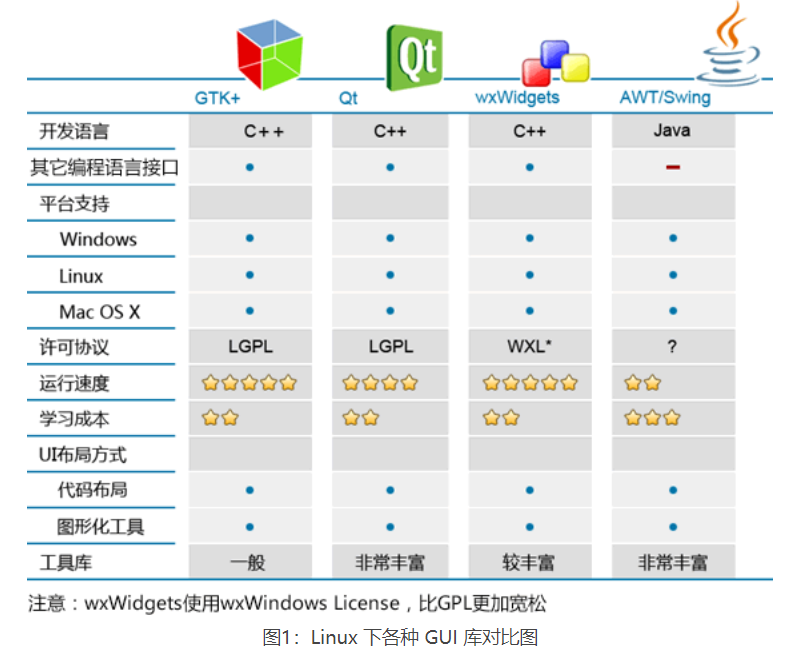 Qt
GTK+ Qt wxWidgets AWT/Swing
开发语言 C++ C++ C++ Java
其它编程语言接口 • • • −
平台支持
Windows • • • •
Linux • • • •
Mac OS X • • • •
许可协议 LGPL LGPL WXL* ?
运行速度
学习成本
UI布局方式
代码布局 • • • •
图形化工具 • • • •
工具库 一般 非常丰富 较丰富 非常丰富
注意：wxWidgets使用wxWindows License，比GPL更加宽松
图1：Linux 下各种 GUI 库对比图